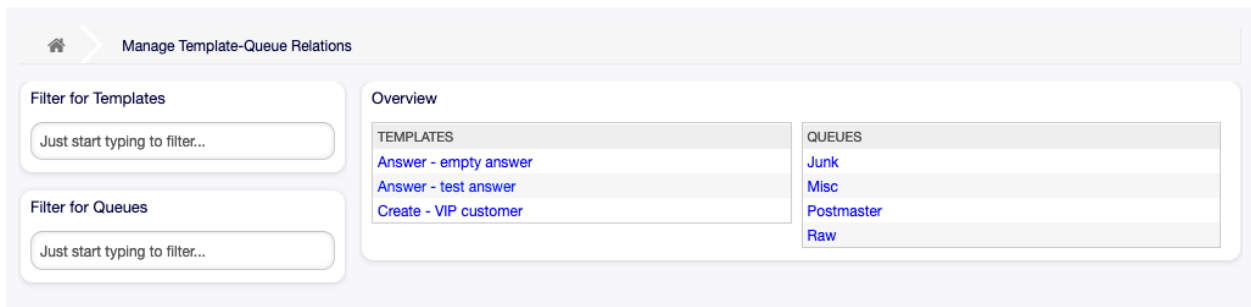 Manage Template-Queue Relations
Filter for Templates
Just start typing to filter...
Filter for Queues
Just start typing to filter...
Overview
TEMPLATES
Answer - empty answer
Answer - test answer
Create - VIP customer
QUEUES
Junk
Misc
Postmaster
Raw